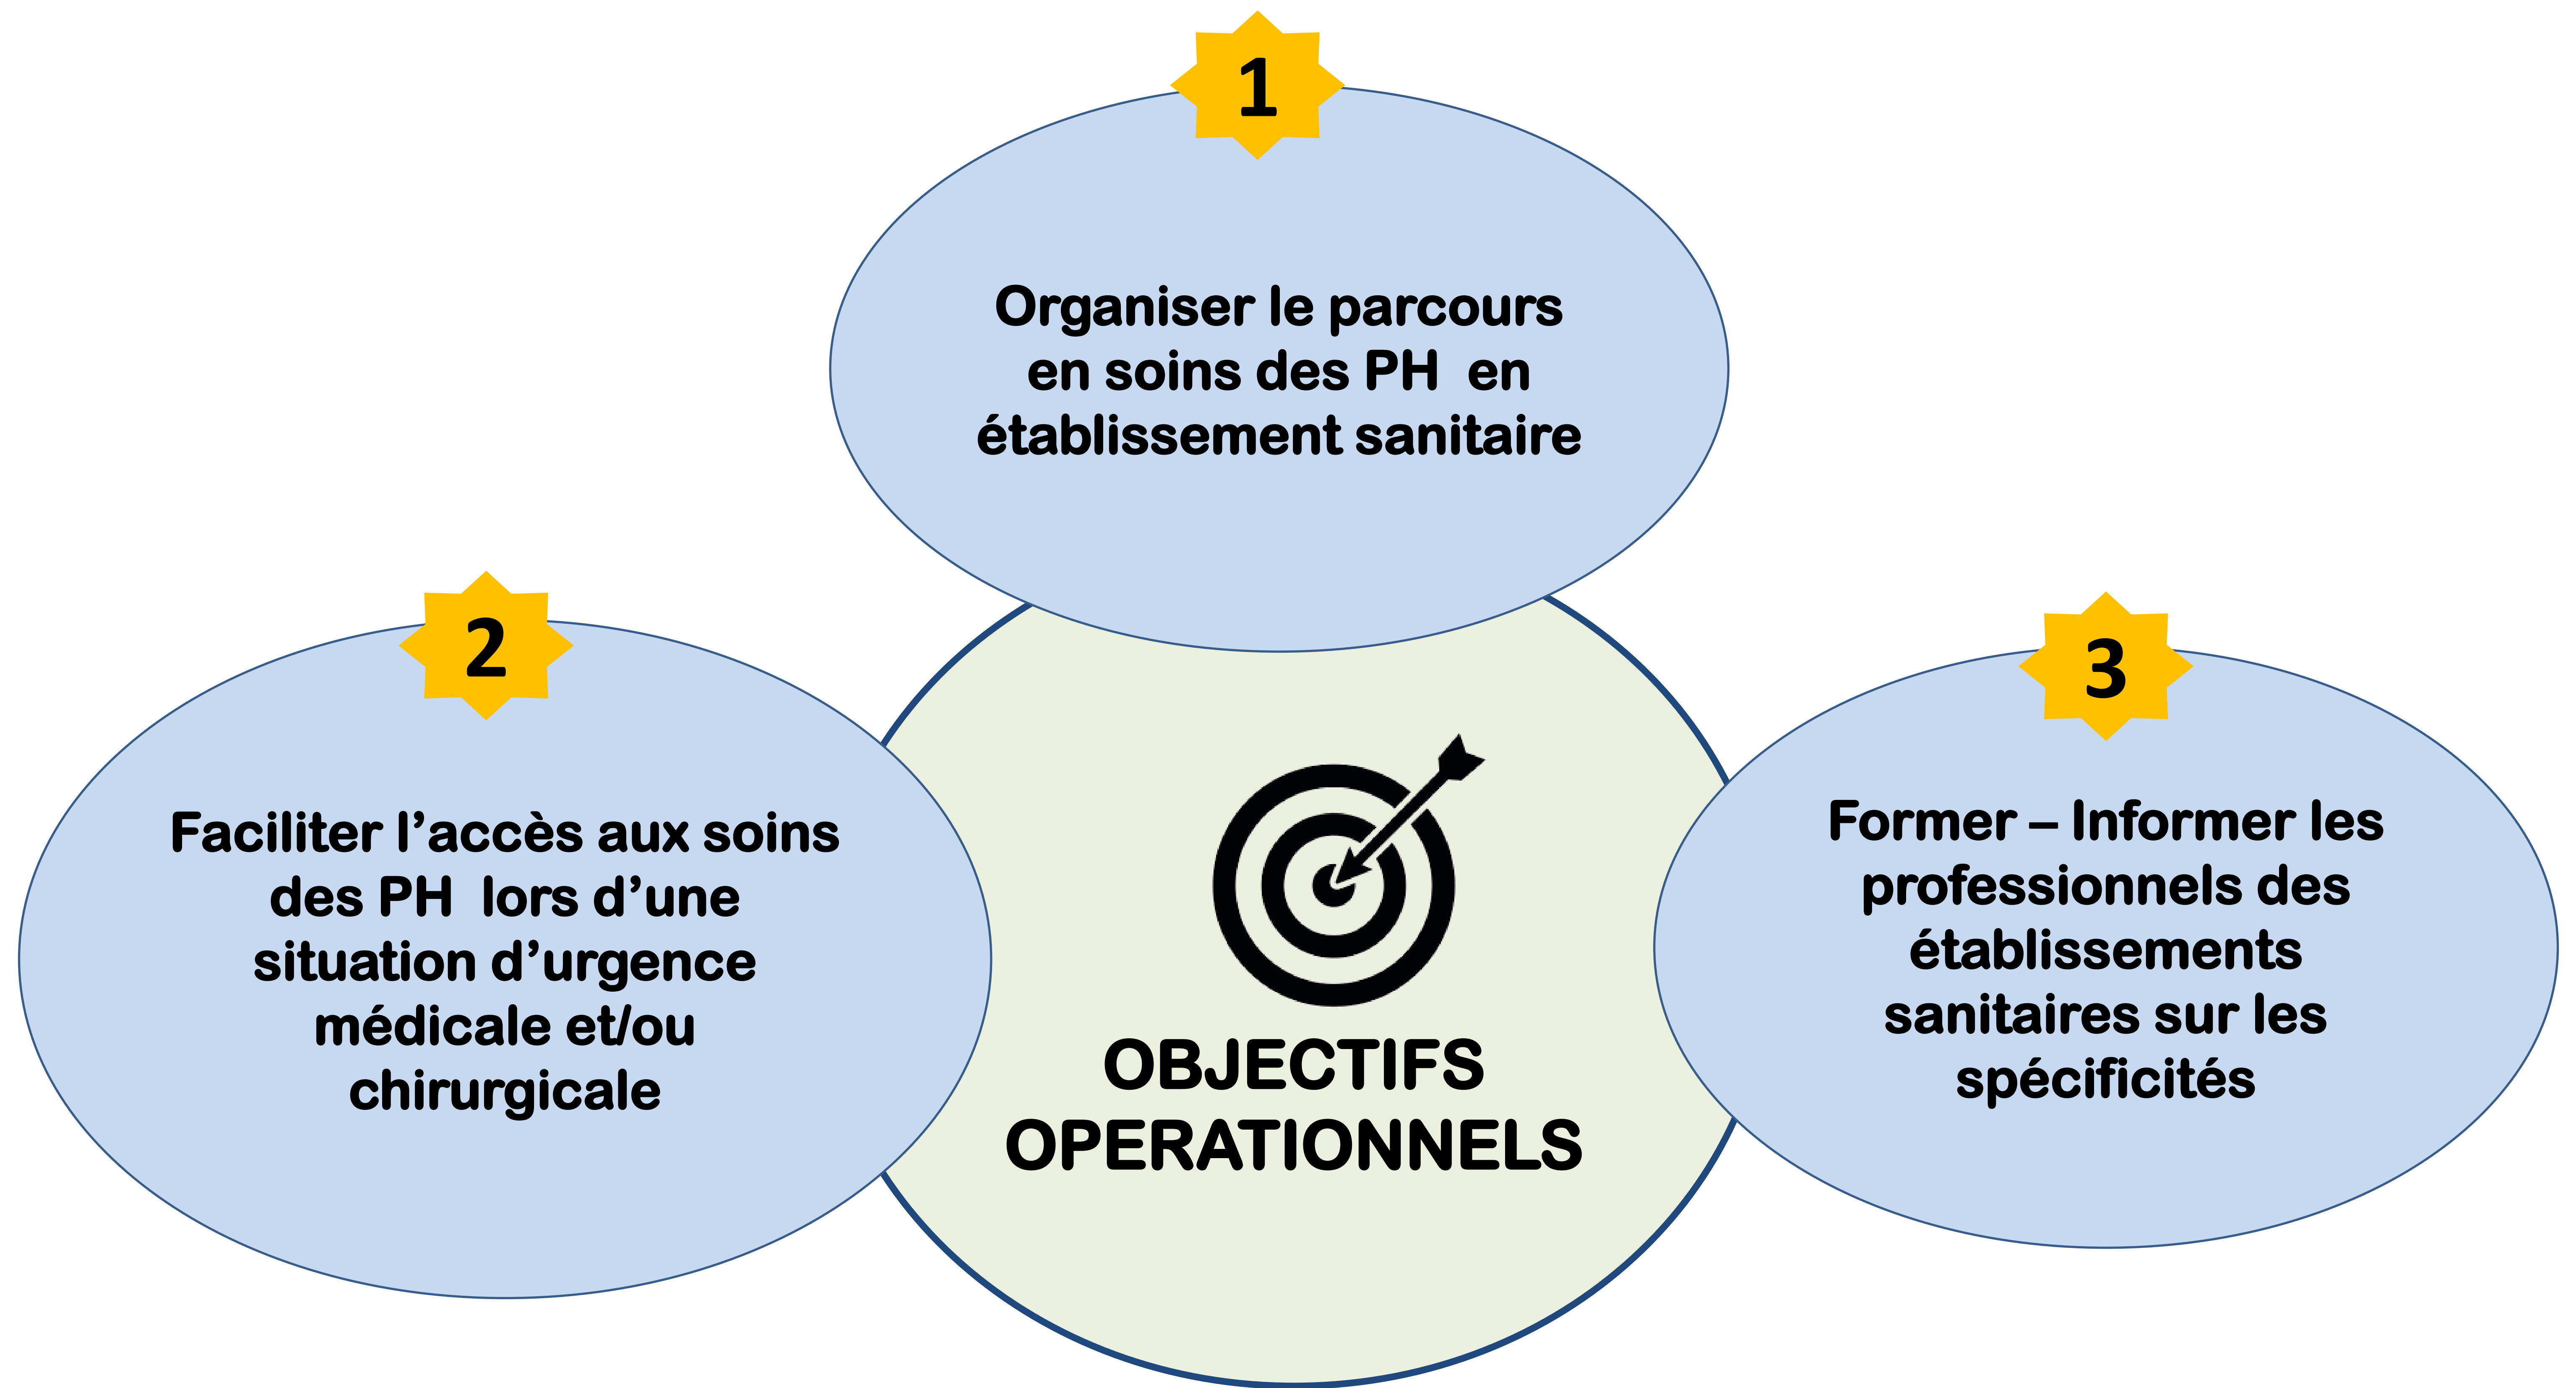 1
Organiser le parcours
en soins des PH  en
établissement sanitaire
2
Faciliter l’accès aux soins
des PH  lors d’une
situation d’urgence
médicale et/ou
chirurgicale
3
Former – Informer les
professionnels des
établissements
sanitaires sur les
spécificités
OBJECTIFS
OPERATIONNELS